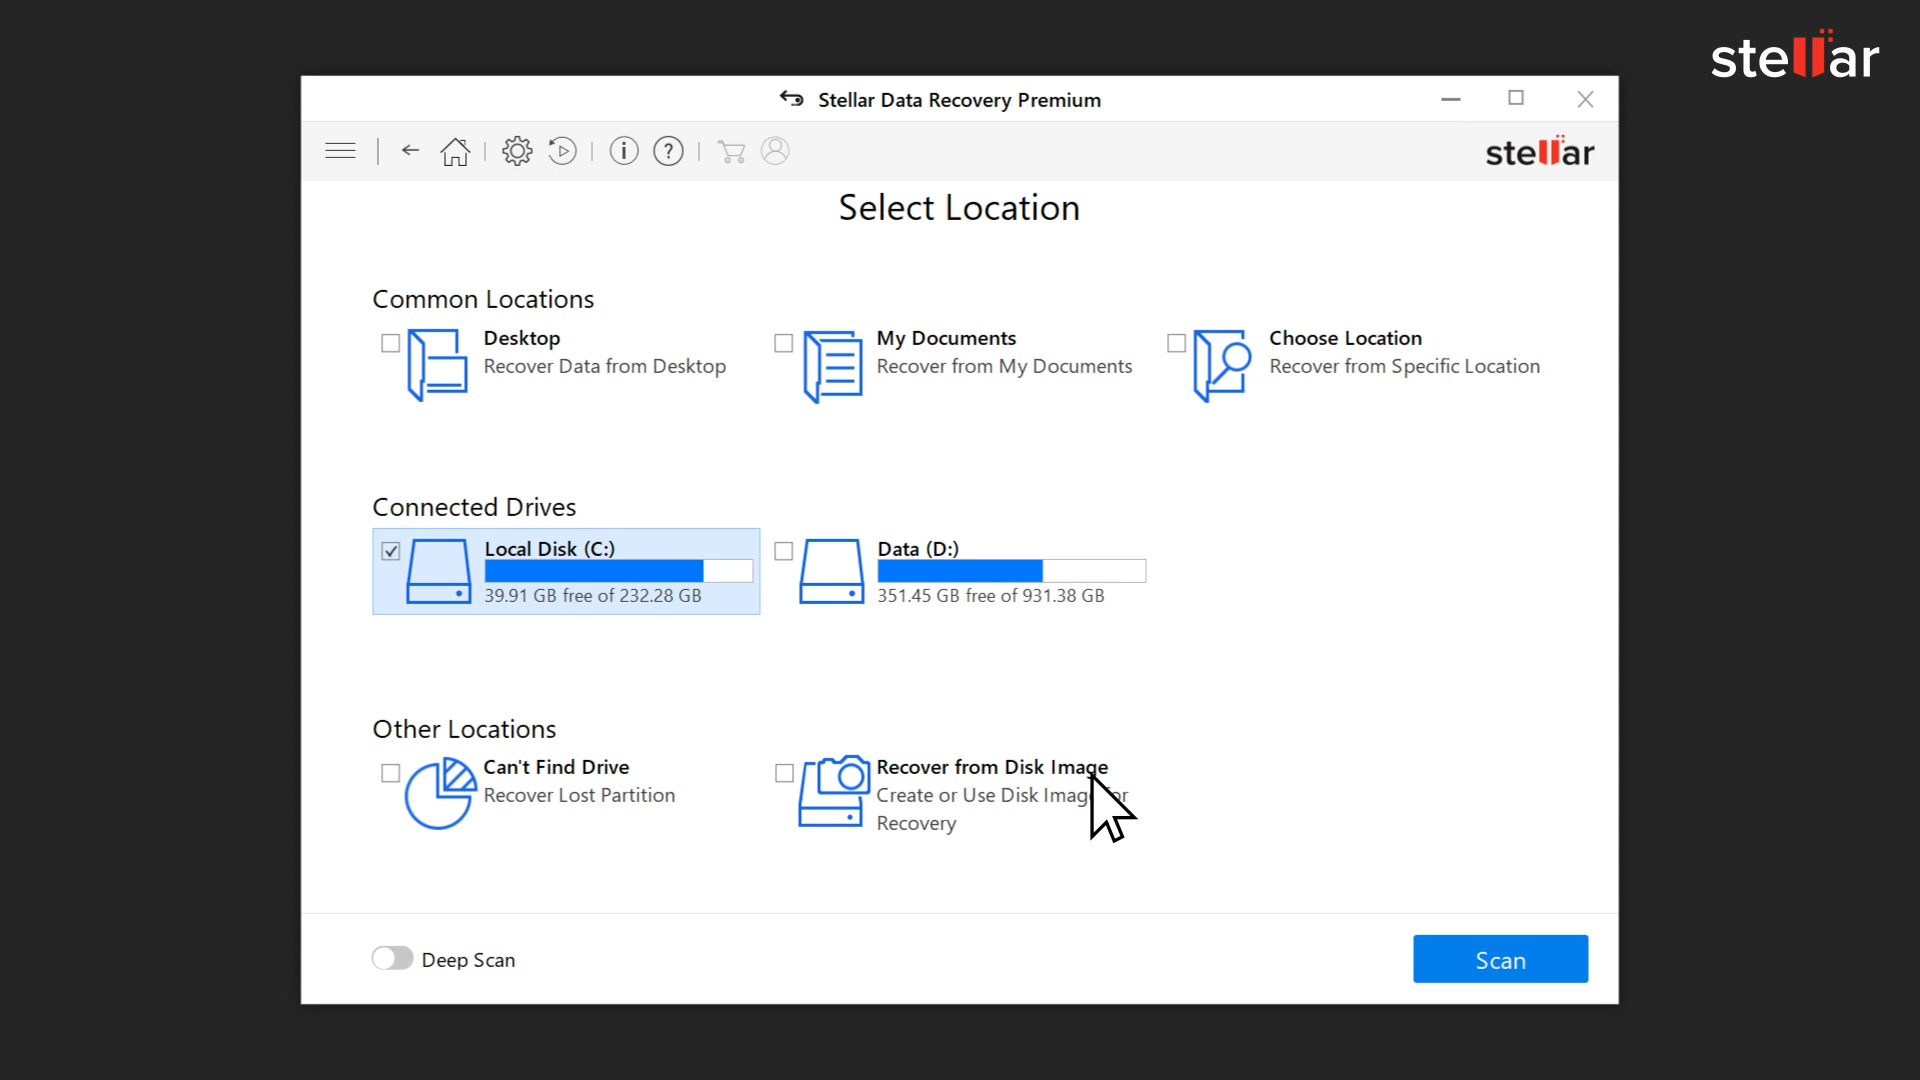 stellar
Stellar Data Recovery Premium
stellar
Select Location
Common Locations
Desktop
Recover Data from Desktop
My Documents
Recover from My Documents
Choose Location
Recover from Specific Location
Connected Drives
Local Disk (C:)
39.91 GB free of 232.28 GB
Data (D:)
351.45 GB free of 931.38 GB
Other Locations
Can't Find Drive
Recover Lost Partition
Recover from Disk Image
Create or Use Disk Image for
Recovery
Deep Scan
Scan